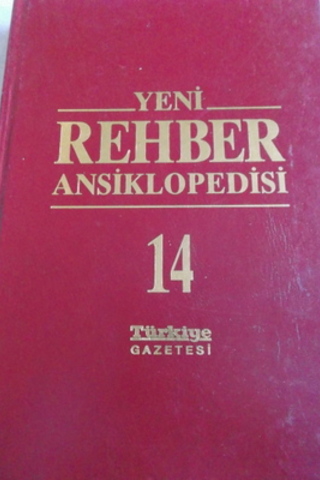 YENİ
REHBER
ANSİKLOPEDİSİ
14
Türkiye
GAZETESİ